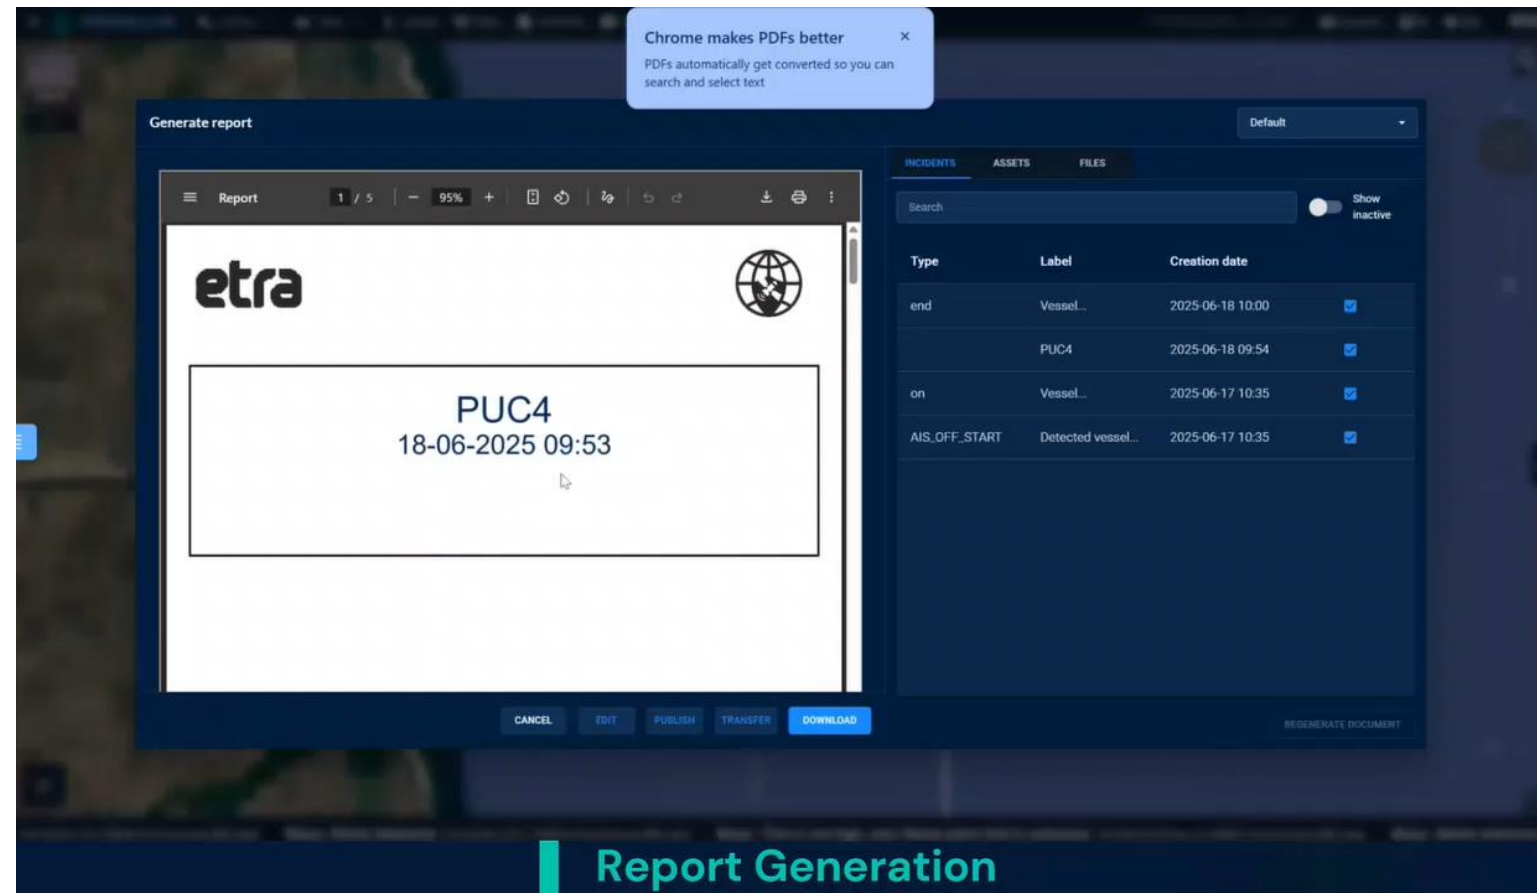 Chrome makes PDFs better
PDFs automatically get converted so you can
search and select text
Generate report
Default
Report
1 / 5
95%
etra
PUC4
18-06-2025 09:53
CANCEL
EDIT
PUBLISH
TRANSFER
DOWNLOAD
INCIDENTS ASSETS FILES
Search
Show
inactive
Type Label Creation date
end Vessel... 2025-06-18 10:00
PUC4 2025-06-18 09:54
on Vessel... 2025-06-17 10:35
AIS_OFF_START Detected vessel... 2025-06-17 10:35
REGENERATE DOCUMENT
Report Generation